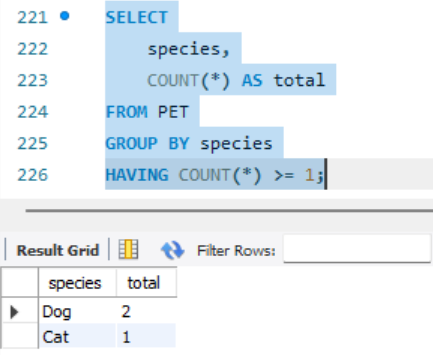 221 SELECT
222 species,
223 COUNT(*) AS total
224 FROM PET
225 GROUP BY species
226 HAVING COUNT(*) >= 1;
Result Grid Filter Rows:
species total
Dog 2
Cat 1